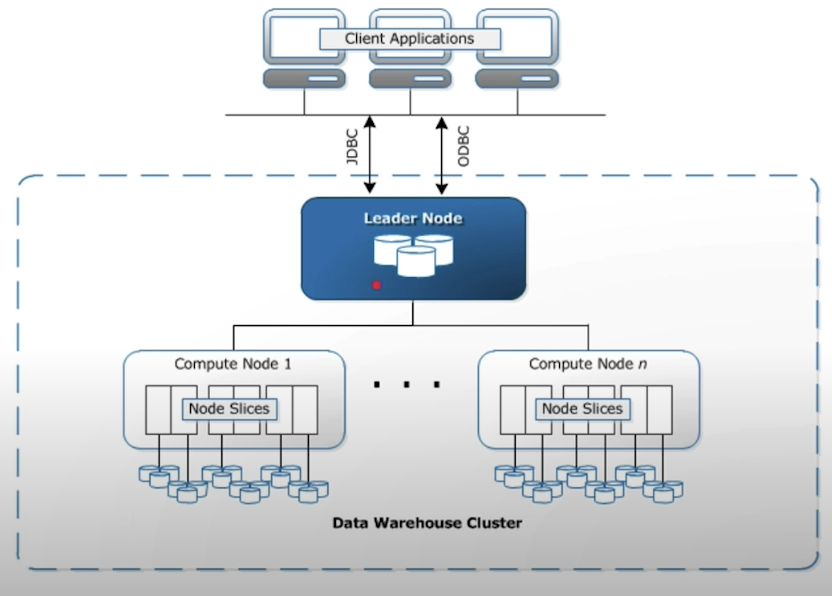 Client Applications
JDBC
ODBC
Leader Node
Compute Node 1
Node Slices
. . .
Compute Node n
Node Slices
Data Warehouse Cluster